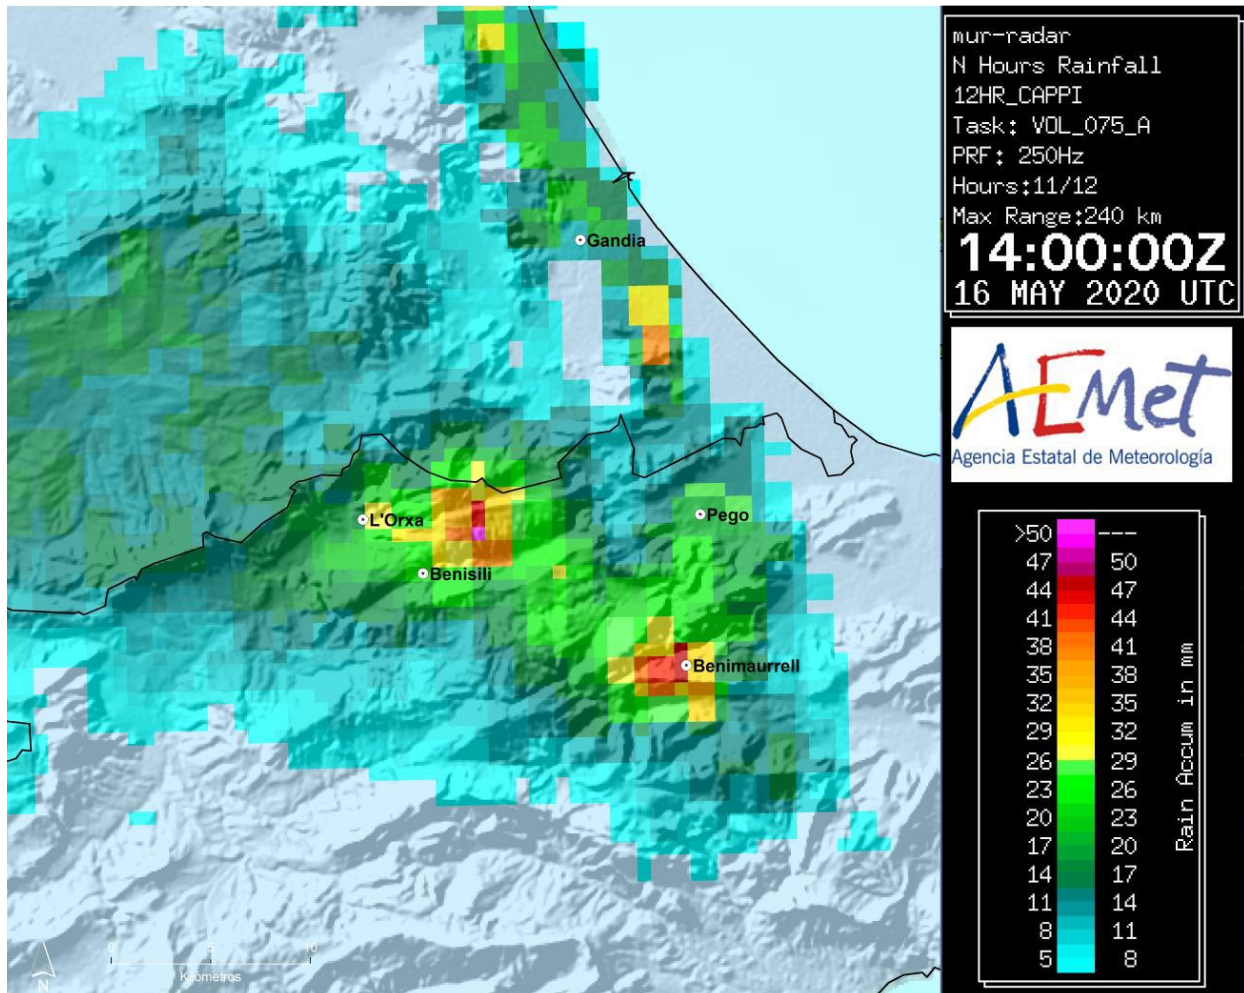 mur-radar
N Hours Rainfall
12HR_CAPPI
Task: VOL_075_A
PRF: 250Hz
Hours:11/12
Max Range:240 km
14:00:00Z
16 MAY 2020 UTC
AEMet
Agencia Estatal de Meteorología
Gandia
L'Orxa
Pego
Benisili
Benimaurrell
>50 ---
47 50
44 47
41 44
38 41
35 38
32 35
29 32
26 29
23 26
20 23
17 20
14 17
11 14
8 11
5 8
Rain Accum in mm
0 5 10
Kilómetros
N